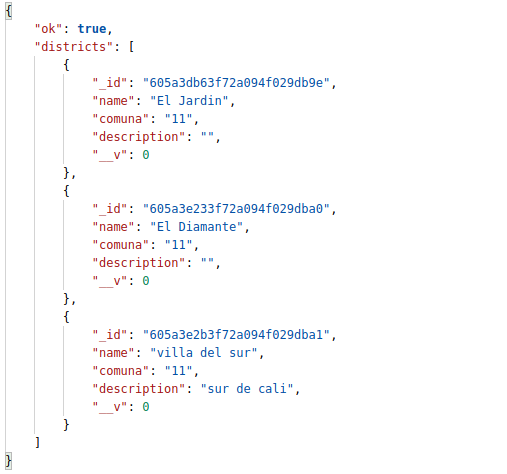 {
    "ok": true,
    "districts": [
        {
            "_id": "605a3db63f72a094f029db9e",
            "name": "El Jardin",
            "comuna": "11",
            "description": "",
            "__v": 0
        },
        {
            "_id": "605a3e233f72a094f029dba0",
            "name": "El Diamante",
            "comuna": "11",
            "description": "",
            "__v": 0
        },
        {
            "_id": "605a3e2b3f72a094f029dba1",
            "name": "villa del sur",
            "comuna": "11",
            "description": "sur de cali",
            "__v": 0
        }
    ]
}